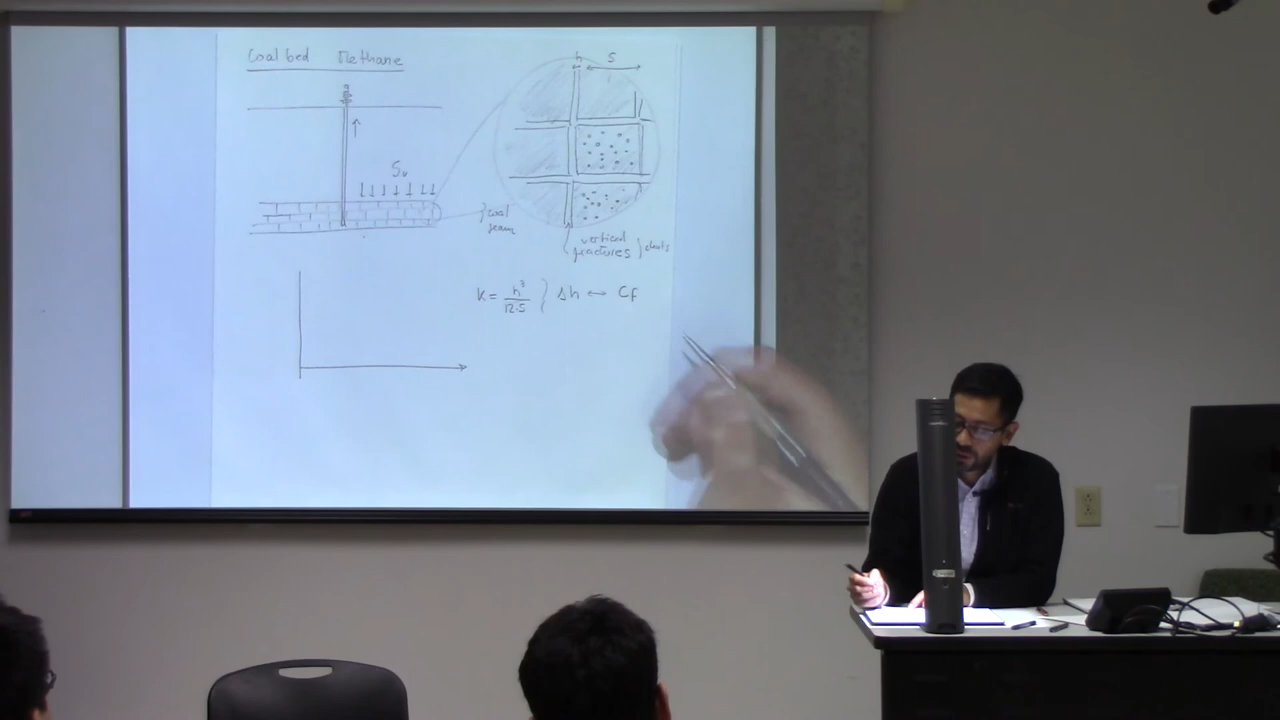 Coal bed Methane
h S
Sv
} coal
seam
vertical
fractures } cleats
k = h³/12·S } Δh ↔ Cf